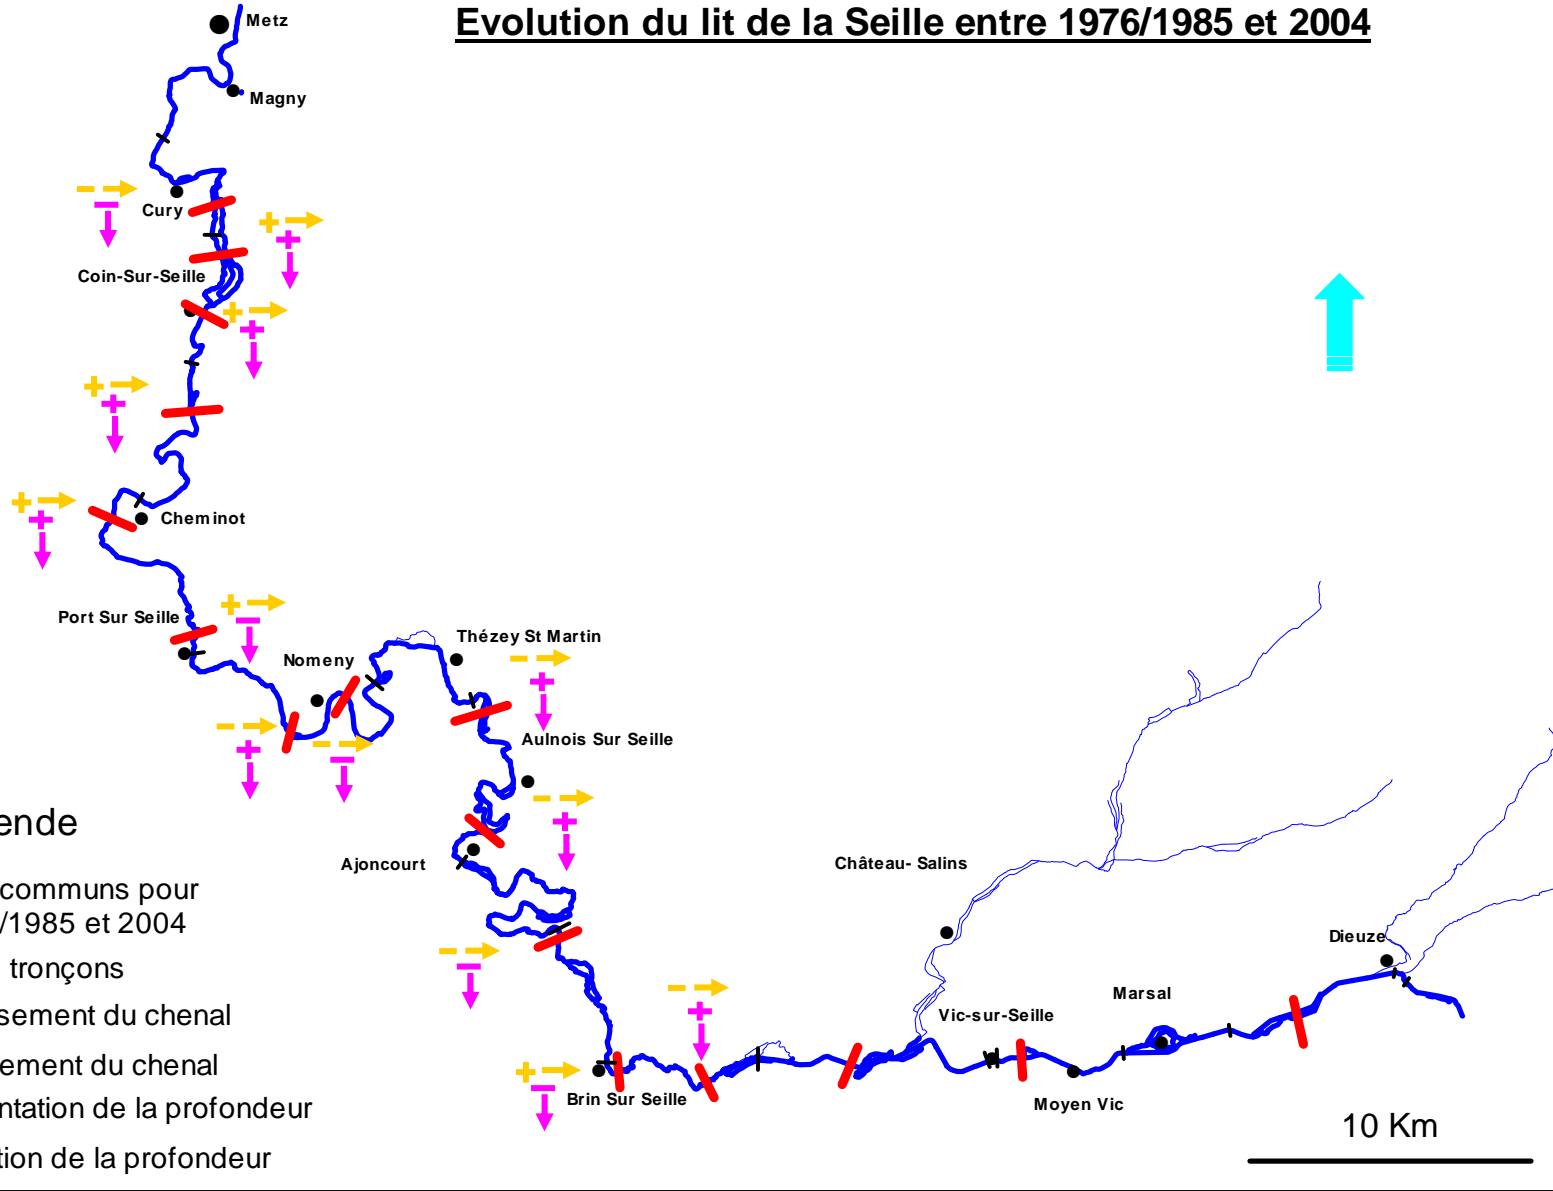 Evolution du lit de la Seille entre 1976/1985 et 2004
Metz
Magny
Cury
Coin-Sur-Seille
Cheminot
Port Sur Seille
Nomeny
Thézey St Martin
Aulnois Sur Seille
Ajoncourt
Château- Salins
Dieuze
Marsal
Vic-sur-Seille
Brin Sur Seille
Moyen Vic
10 Km
ende
communs pour
/1985 et 2004
tronçons
sement du chenal
ement du chenal
ntation de la profondeur
tion de la profondeur